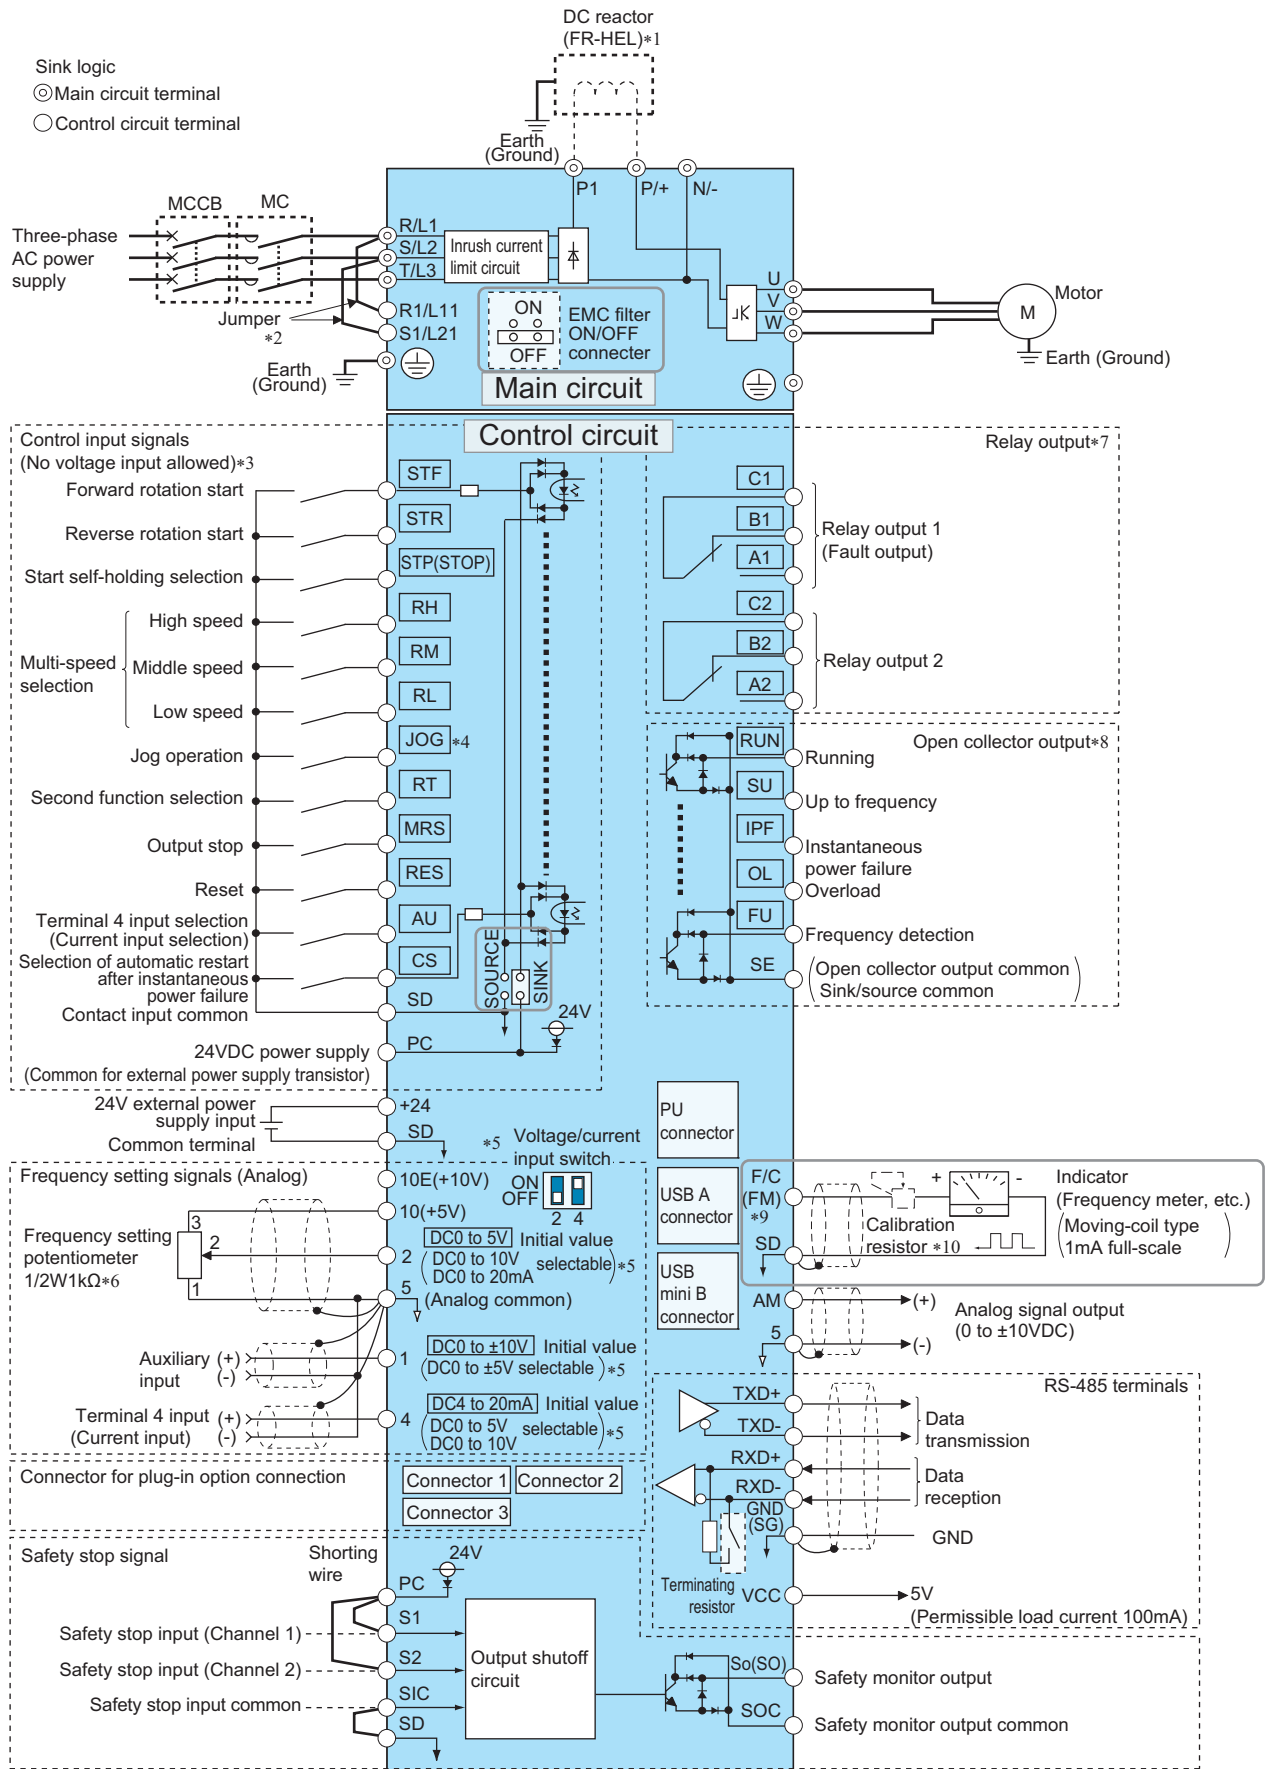 DC reactor
(FR-HEL)*1
Sink logic
Main circuit terminal
Control circuit terminal
Earth
(Ground)
P1
P/+
N/-
MCCB
MC
Three-phase
AC power
supply
R/L1
S/L2
T/L3
R1/L11
S1/L21
Inrush current
limit circuit
Jumper
*2
Earth
(Ground)
ON
OFF
EMC filter
ON/OFF
connecter
U
V
W
M
Motor
Earth (Ground)
Main circuit
Control circuit
Control input signals
(No voltage input allowed)*3
Forward rotation start
STF
Reverse rotation start
STR
Start self-holding selection
STP(STOP)
Multi-speed
selection
High speed
RH
Middle speed
RM
Low speed
RL
Jog operation
JOG *4
Second function selection
RT
Output stop
MRS
Reset
RES
Terminal 4 input selection
(Current input selection)
AU
Selection of automatic restart
after instantaneous
power failure
CS
Contact input common
SD
SOURCE
SINK
24V
24VDC power supply
(Common for external power supply transistor)
PC
Relay output*7
C1
B1
A1
Relay output 1
(Fault output)
C2
B2
A2
Relay output 2
Open collector output*8
RUN
Running
SU
Up to frequency
IPF
Instantaneous
power failure
OL
Overload
FU
Frequency detection
SE
(Open collector output common
Sink/source common)
24V external power
supply input
+24
Common terminal
SD
PU
connector
USB A
connector
USB
mini B
connector
*5 Voltage/current
input switch
ON
OFF
2 4
Frequency setting signals (Analog)
10E(+10V)
10(+5V)
Frequency setting
potentiometer
1/2W1kΩ*6
3
2
1
2
DC0 to 5V Initial value
(DC0 to 10V
DC0 to 20mA selectable)*5
5
(Analog common)
Auxiliary
input
(+)
(-)
1
DC0 to ±10V Initial value
(DC0 to ±5V selectable)*5
Terminal 4 input
(Current input)
(+)
(-)
4
DC4 to 20mA Initial value
(DC0 to 5V
DC0 to 10V selectable)*5
F/C
(FM)
*9
SD
+
-
Calibration
resistor *10
Indicator
(Frequency meter, etc.)
(Moving-coil type
1mA full-scale)
AM
5
(+)
(-)
Analog signal output
(0 to ±10VDC)
RS-485 terminals
TXD+
TXD-
Data
transmission
RXD+
RXD-
Data
reception
GND
(SG)
GND
Terminating
resistor
VCC
5V
(Permissible load current 100mA)
Connector for plug-in option connection
Connector 1
Connector 2
Connector 3
Safety stop signal
Shorting
wire
24V
PC
Safety stop input (Channel 1)
S1
Safety stop input (Channel 2)
S2
Safety stop input common
SIC
SD
Output shutoff
circuit
So(SO)
Safety monitor output
SOC
Safety monitor output common